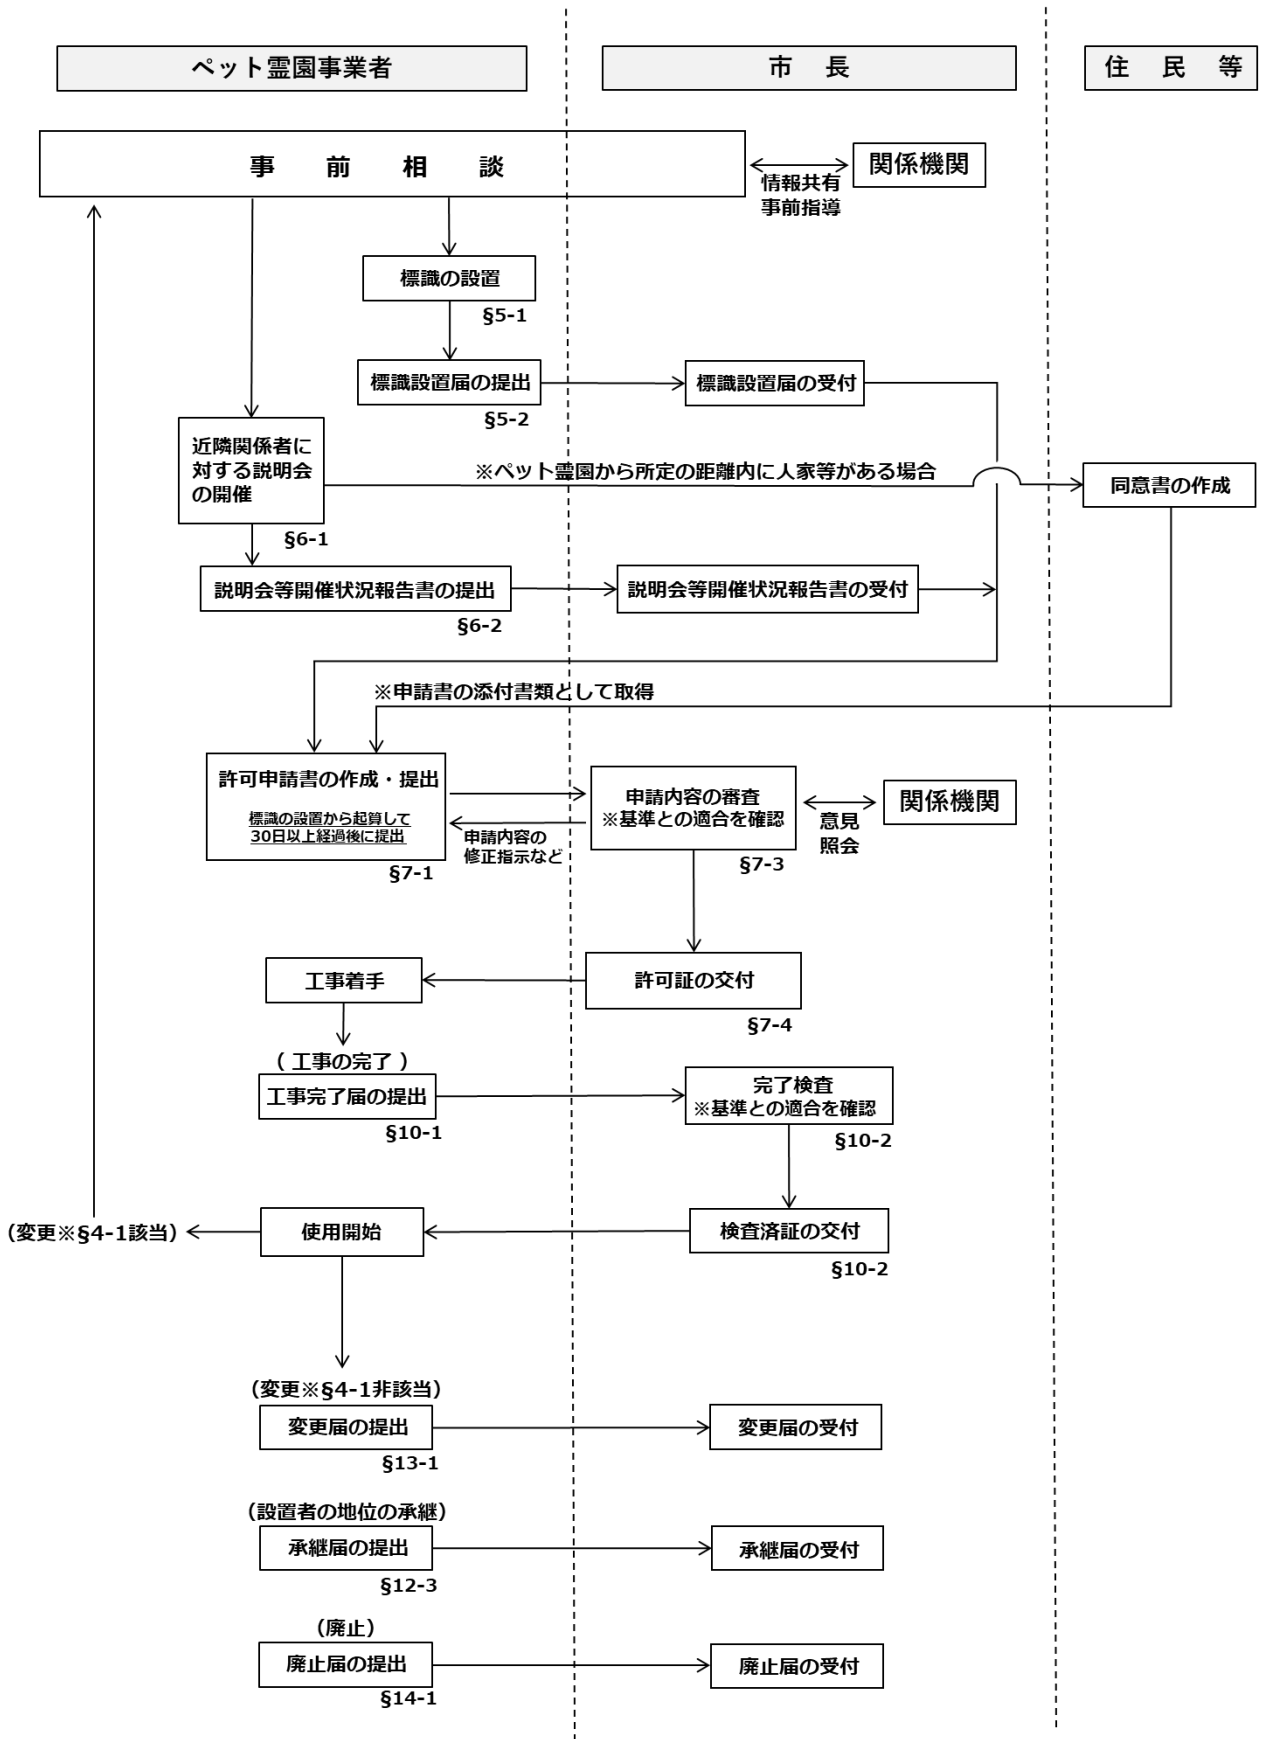 ペット霊園事業者
市　長
住　民　等
事　前　相　談
関係機関
情報共有
事前指導
標識の設置
§5-1
標識設置届の提出
標識設置届の受付
§5-2
近隣関係者に
対する説明会
の開催
※ペット霊園から所定の距離内に人家等がある場合
同意書の作成
§6-1
説明会等開催状況報告書の提出
説明会等開催状況報告書の受付
§6-2
※申請書の添付書類として取得
許可申請書の作成・提出
標識の設置から起算して
30日以上経過後に提出
§7-1
申請内容の
修正指示など
申請内容の審査
※基準との適合を確認
§7-3
意見
照会
関係機関
工事着手
許可証の交付
§7-4
（ 工事の完了 ）
工事完了届の提出
§10-1
完了検査
※基準との適合を確認
§10-2
（変更※§4-1該当）
使用開始
検査済証の交付
§10-2
（変更※§4-1非該当）
変更届の提出
変更届の受付
§13-1
（設置者の地位の承継）
承継届の提出
承継届の受付
§12-3
（廃止）
廃止届の提出
廃止届の受付
§14-1